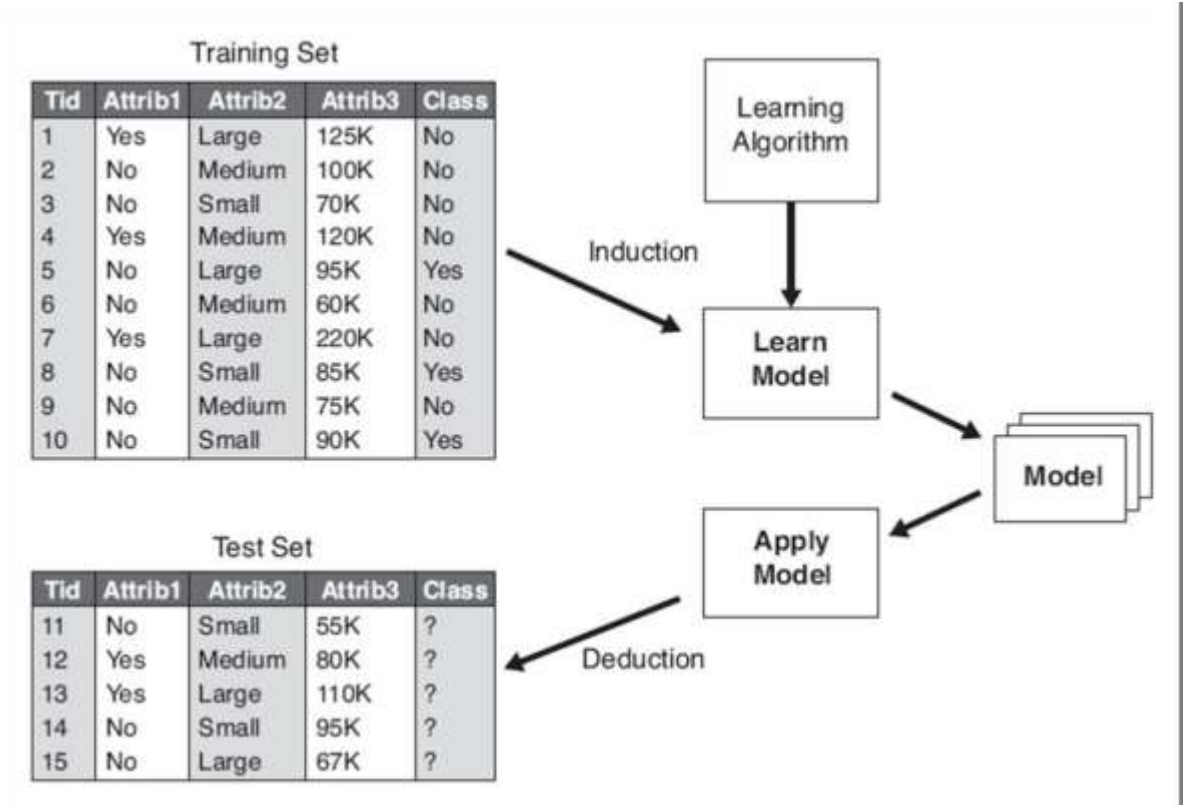 Training Set
Tid Attrib1 Attrib2 Attrib3 Class
1 Yes Large 125K No
2 No Medium 100K No
3 No Small 70K No
4 Yes Medium 120K No
5 No Large 95K Yes
6 No Medium 60K No
7 Yes Large 220K No
8 No Small 85K Yes
9 No Medium 75K No
10 No Small 90K Yes
Learning
Algorithm
Induction
Learn
Model
Model
Apply
Model
Deduction
Test Set
Tid Attrib1 Attrib2 Attrib3 Class
11 No Small 55K ?
12 Yes Medium 80K ?
13 Yes Large 110K ?
14 No Small 95K ?
15 No Large 67K ?